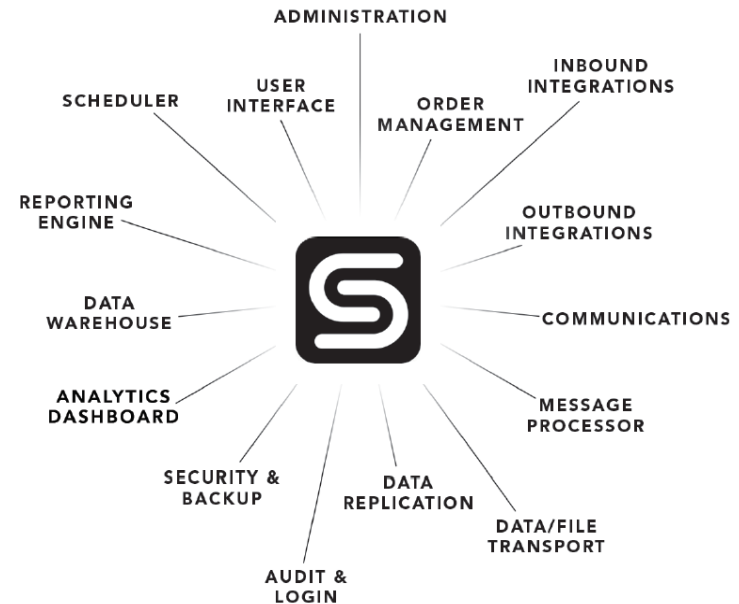 ADMINISTRATION
INBOUND
INTEGRATIONS
USER
INTERFACE
SCHEDULER
ORDER
MANAGEMENT
REPORTING
ENGINE
OUTBOUND
INTEGRATIONS
DATA
WAREHOUSE
COMMUNICATIONS
ANALYTICS
DASHBOARD
MESSAGE
PROCESSOR
SECURITY &
BACKUP
DATA
REPLICATION
DATA/FILE
TRANSPORT
AUDIT &
LOGIN